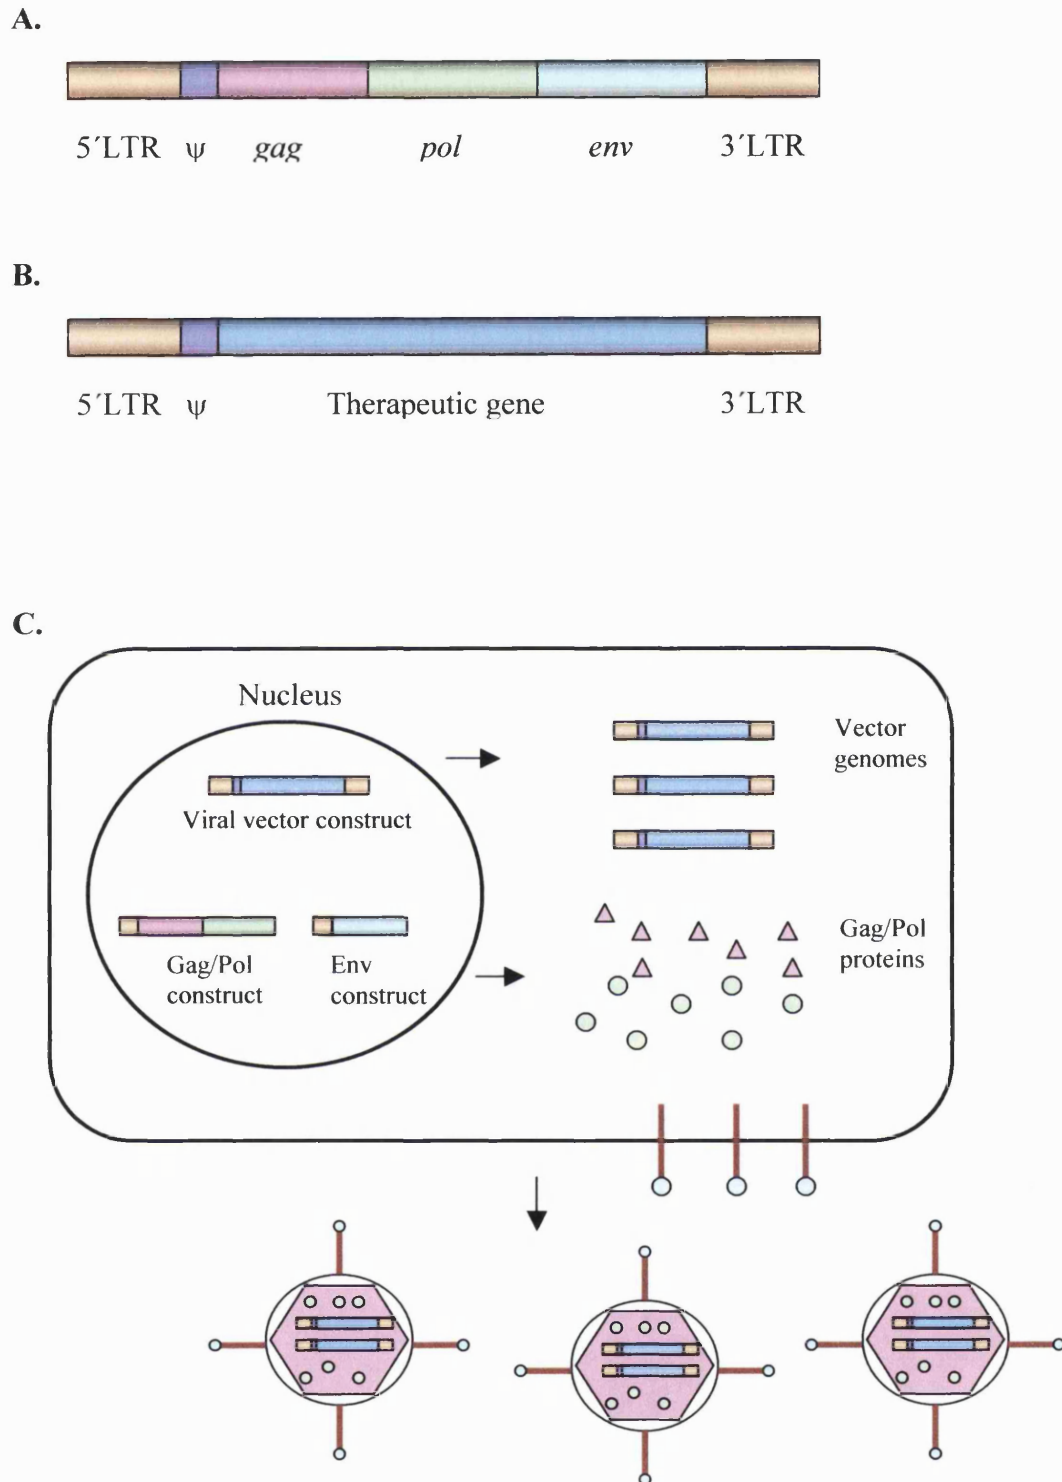 A.
5´LTR ψ gag pol env 3´LTR
B.
5´LTR ψ Therapeutic gene 3´LTR
C.
Nucleus
Viral vector construct
Vector
genomes
Gag/Pol
construct
Env
construct
Gag/Pol
proteins